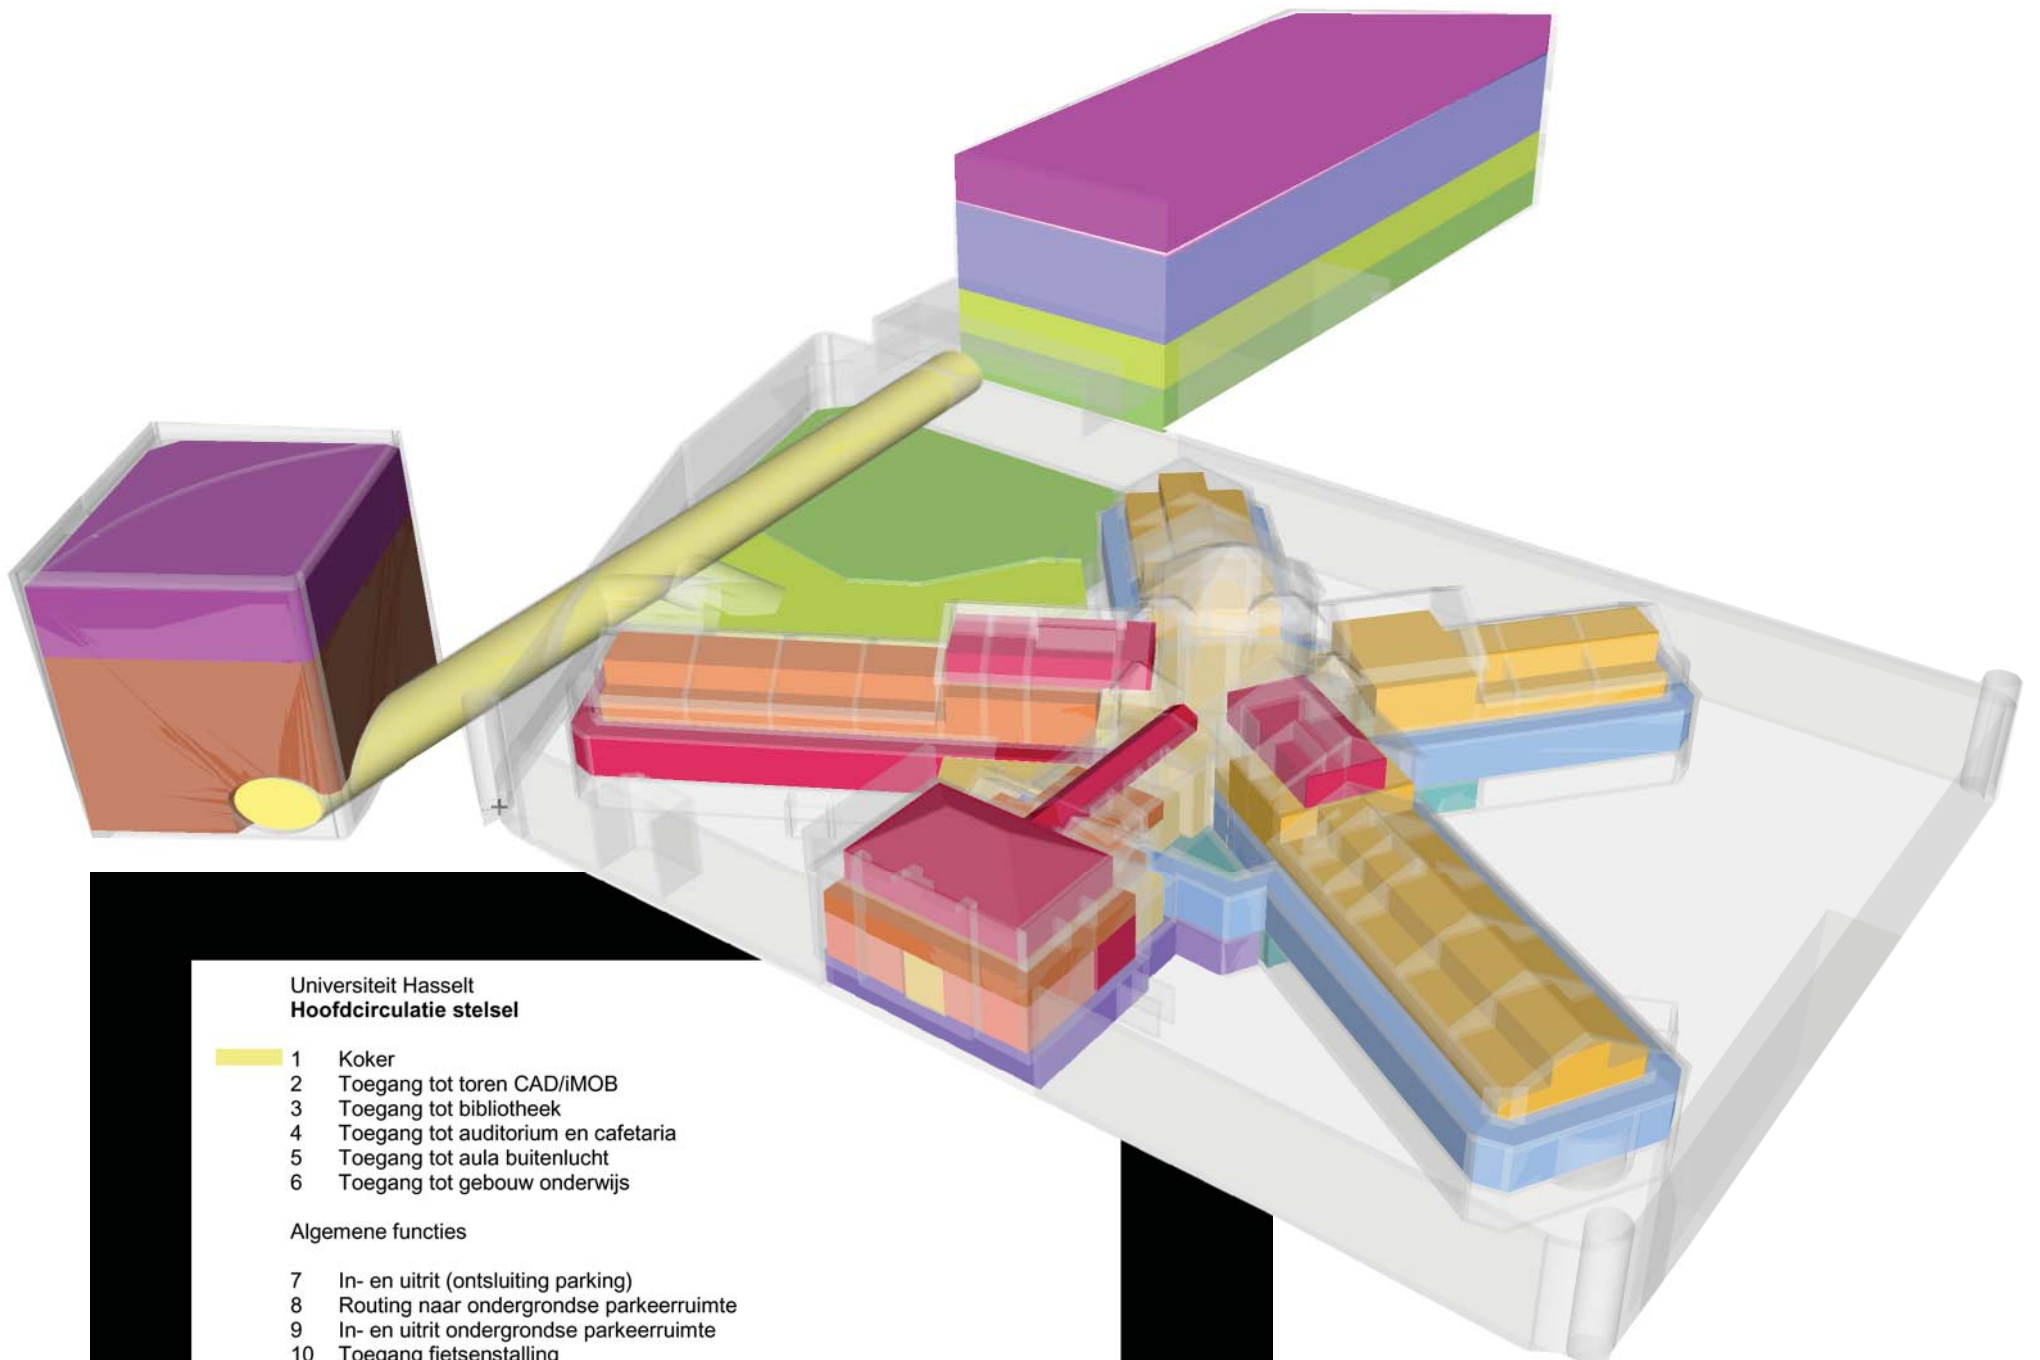 Universiteit Hasselt
Hoofdcirculatie stelsel
1 Koker
2 Toegang tot toren CAD/iMOB
3 Toegang tot bibliotheek
4 Toegang tot auditorium en cafetaria
5 Toegang tot aula buitenlucht
6 Toegang tot gebouw onderwijs
Algemene functies
7 In- en uitrit (ontsluiting parking)
8 Routing naar ondergrondse parkeerruimte
9 In- en uitrit ondergrondse parkeerruimte
10 Toegang fietsenstalling